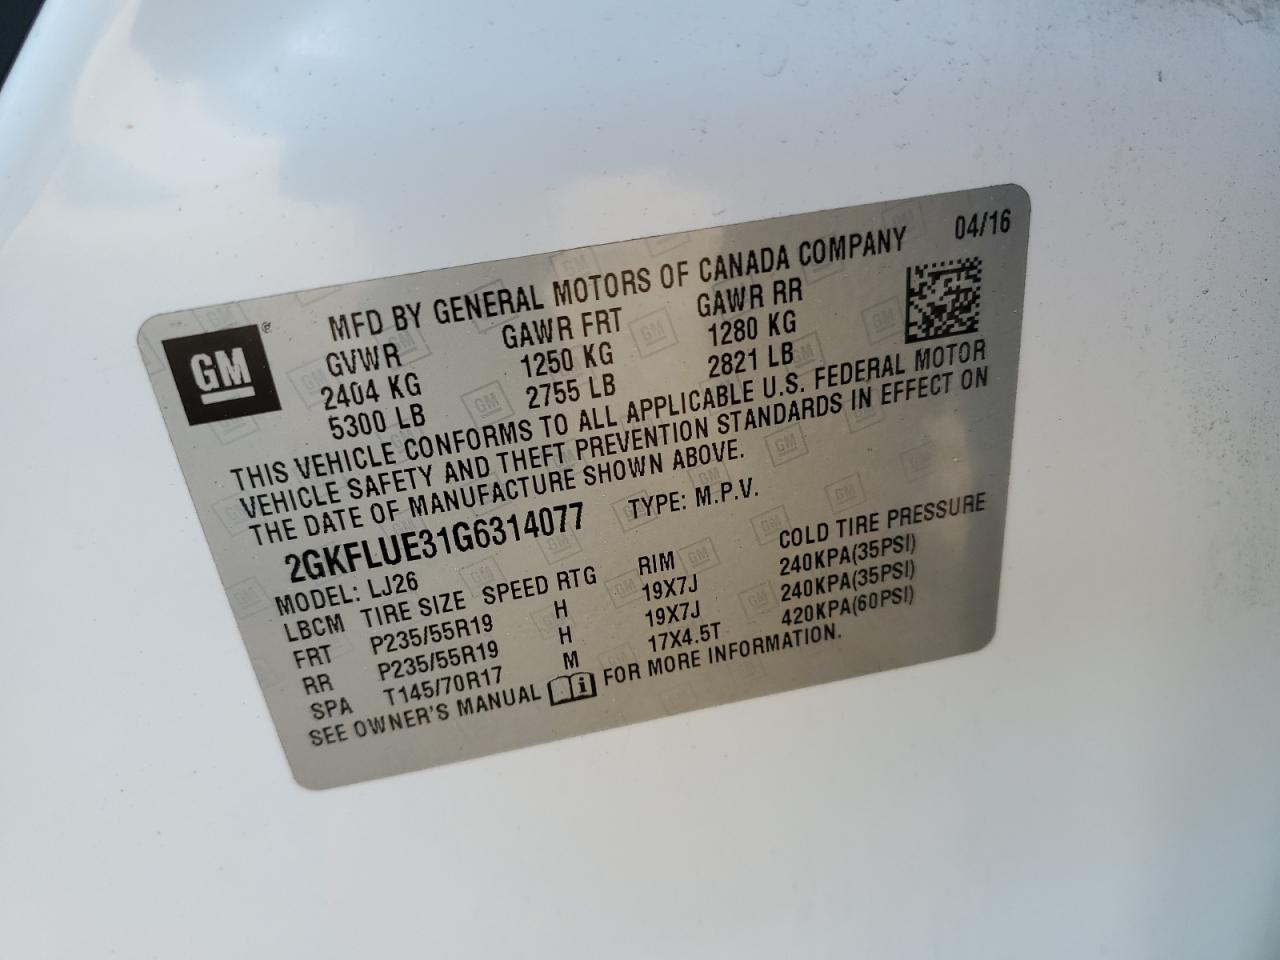 GM®
MFD BY GENERAL MOTORS OF CANADA COMPANY 04/16
GVWR GAWR FRT GAWR RR
2404 KG 1250 KG 1280 KG
5300 LB 2755 LB 2821 LB
THIS VEHICLE CONFORMS TO ALL APPLICABLE U.S. FEDERAL MOTOR
VEHICLE SAFETY AND THEFT PREVENTION STANDARDS IN EFFECT ON
THE DATE OF MANUFACTURE SHOWN ABOVE.
2GKFLUE31G6314077 TYPE: M.P.V.
MODEL: LJ26
LBCM TIRE SIZE SPEED RTG RIM COLD TIRE PRESSURE
FRT P235/55R19 H 19X7J 240KPA(35PSI)
RR P235/55R19 H 19X7J 240KPA(35PSI)
SPA T145/70R17 M 17X4.5T 420KPA(60PSI)
SEE OWNER'S MANUAL FOR MORE INFORMATION.